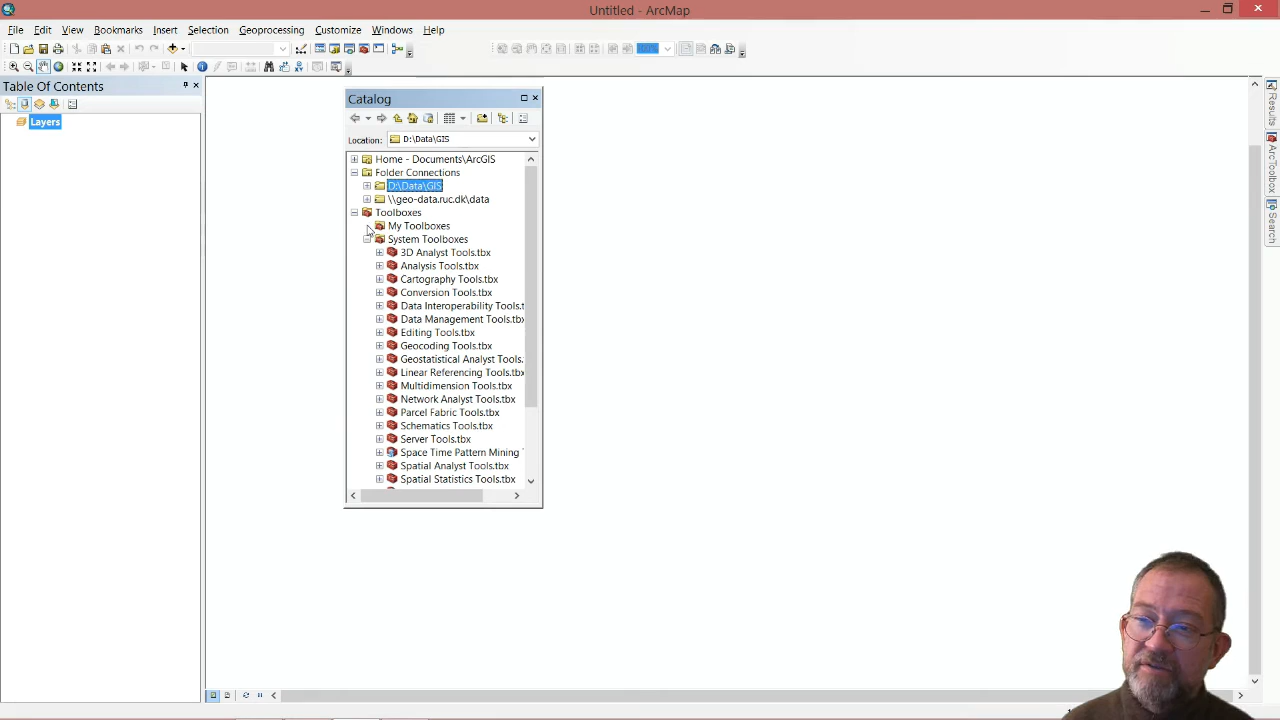 Untitled - ArcMap
File Edit View Bookmarks Insert Selection Geoprocessing Customize Windows Help
Table Of Contents
Layers
Catalog
Location: D:\Data\GIS
Home - Documents\ArcGIS
Folder Connections
D:\Data\GIS
\\geo-data.ruc.dk\data
Toolboxes
My Toolboxes
System Toolboxes
3D Analyst Tools.tbx
Analysis Tools.tbx
Cartography Tools.tbx
Conversion Tools.tbx
Data Interoperability Tools.t
Data Management Tools.tbx
Editing Tools.tbx
Geocoding Tools.tbx
Geostatistical Analyst Tools.
Linear Referencing Tools.tbx
Multidimension Tools.tbx
Network Analyst Tools.tbx
Parcel Fabric Tools.tbx
Schematics Tools.tbx
Server Tools.tbx
Space Time Pattern Mining
Spatial Analyst Tools.tbx
Spatial Statistics Tools.tbx
Results
ArcToolbox
Search